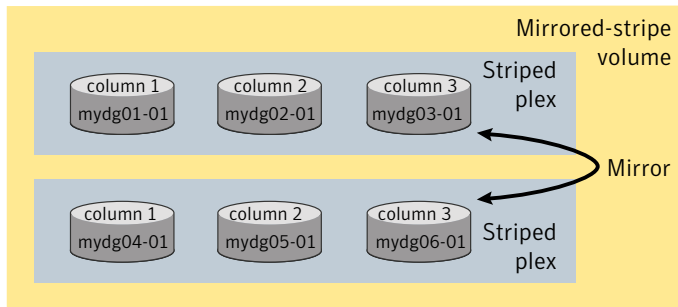 Mirrored-stripe
volume
Striped
plex
column 1
column 2
column 3
mydg01-01
mydg02-01
mydg03-01
Mirror
column 1
column 2
column 3
mydg04-01
mydg05-01
mydg06-01
Striped
plex